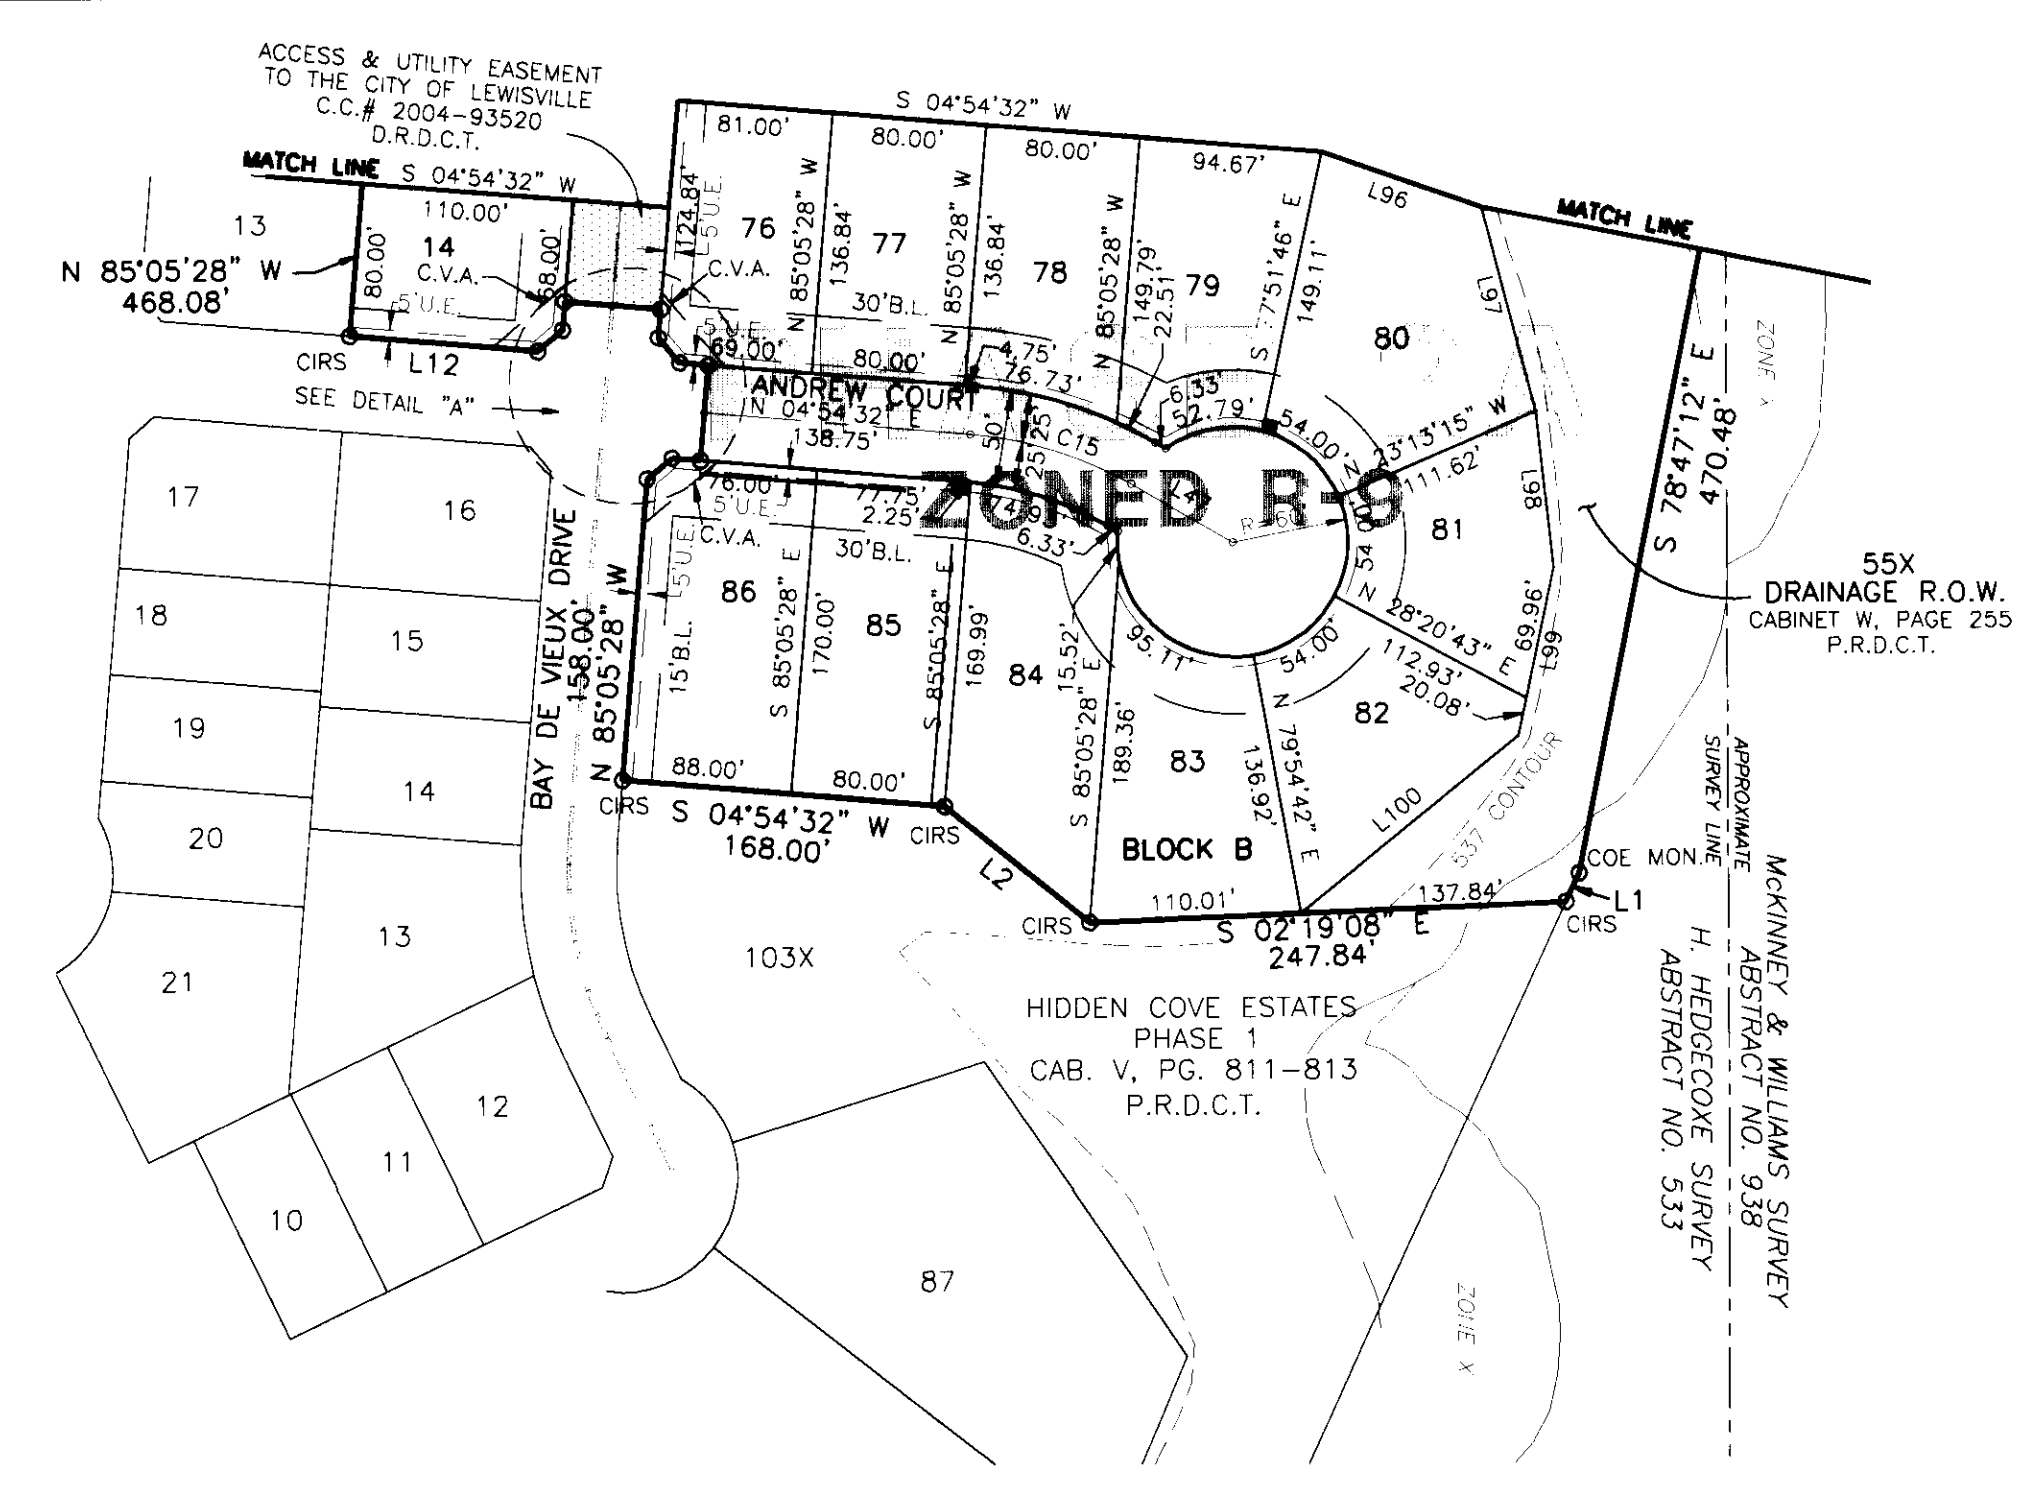 ACCESS & UTILITY EASEMENT
TO THE CITY OF LEWISVILLE
C.C.# 2004-93520
D.R.D.C.T.
MATCH LINE
S 04°54'32" W
S 04°54'32" W
81.00'
80.00'
80.00'
94.67'
L96
MATCH LINE
13
110.00'
14
C.V.A.
80.00'
68.00'
5'U.E.
N 85°05'28" W
468.08'
CIRS
L12
SEE DETAIL "A"
124.84'
5'U.E.
76
C.V.A.
N 85°05'28" W
136.84'
77
N 85°05'28" W
136.84'
78
N 85°05'28" W
149.79'
22.51'
79
S 7°51'46" E
149.11'
80
L97
30'B.L.
5'U.E.
69.00'
80.00'
4.75'
76.73'
6.33'
52.79'
54.00'
N 23°13'15" W
111.62'
ANDREW COURT
N 04°54'32" E
138.75'
50'
25'
25'
C15
ZONED R-9
R=60'
76.00'
5'U.E.
C.V.A.
77.75'
2.25'
6.33'
30'B.L.
54.00'
81
L98
N 28°20'43" E
112.93'
20.08'
69.96'
L99
S 78°47'12" E
470.48'
55X
DRAINAGE R.O.W.
CABINET W, PAGE 255
P.R.D.C.T.
17
16
18
15
19
14
20
13
21
12
11
10
BAY DE VIEUX DRIVE
158.00'
N 85°05'28" W
5'U.E.
15'B.L.
86
S 85°05'28" E
170.00'
85
S 85°05'28" E
169.99'
84
15.52'
S 85°05'28" E
189.36'
95.11'
54.00'
83
N 79°54'42" E
136.92'
82
L100
537 CONTOUR
88.00'
80.00'
CIRS
S 04°54'32" W
168.00'
CIRS
L2
BLOCK B
110.01'
137.84'
CIRS
S 02°19'08" E
247.84'
COE MON.
L1
CIRS
APPROXIMATE
SURVEY LINE
McKINNEY & WILLIAMS SURVEY
ABSTRACT NO. 938
H. HEDGECOXE SURVEY
ABSTRACT NO. 533
103X
HIDDEN COVE ESTATES
PHASE 1
CAB. V, PG. 811-813
P.R.D.C.T.
87
ZONE X